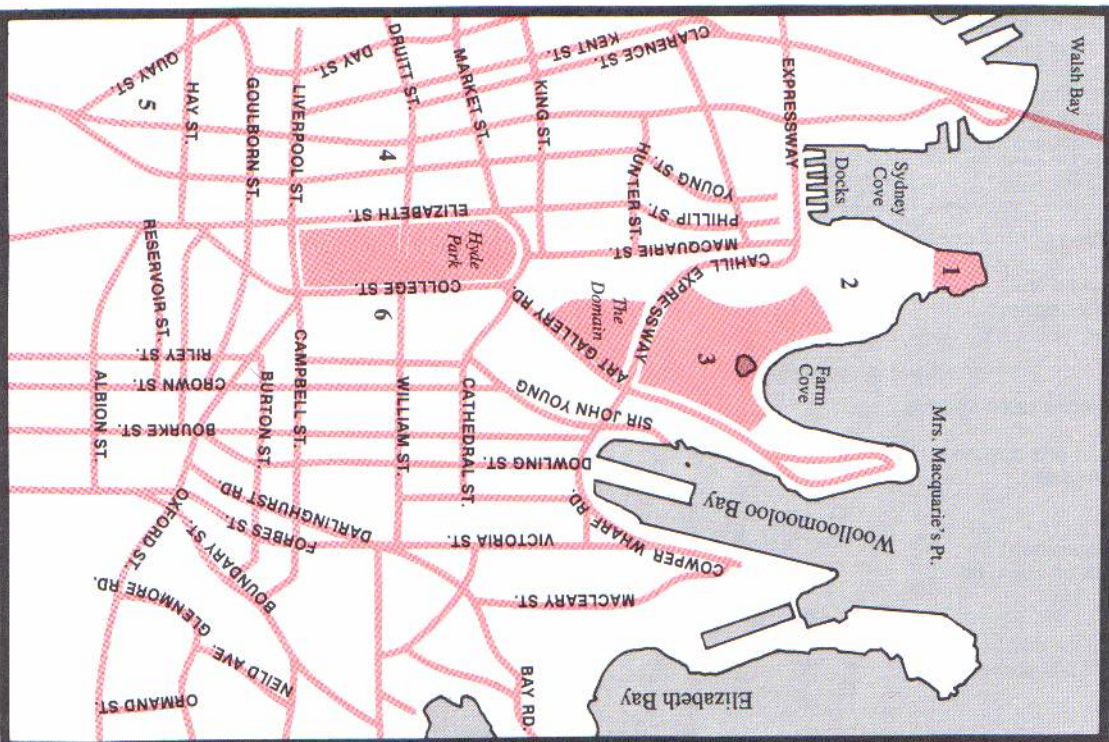 Walsh Bay
Sydney
Cove
Docks
1
2
3
4
5
6
Farm
Cove
Mrs. Macquarie's Pt.
Woolloomooloo Bay
Elizabeth Bay
EXPRESSWAY
CLARENCE ST.
KENT ST.
DAY ST.
QUAY ST.
HAY ST.
GOULBORN ST.
LIVERPOOL ST.
DRUITT ST.
MARKET ST.
KING ST.
HUNTER ST.
YOUNG ST.
PHILLIP ST.
MACQUARIE ST.
CAHILL EXPRESSWAY
ELIZABETH ST.
Hyde
Park
COLLEGE ST.
The
Domain
ART GALLERY RD.
SIR JOHN YOUNG
RESERVOIR ST.
RILEY ST.
CROWN ST.
BOURKE ST.
ALBION ST.
BURTON ST.
CAMPBELL ST.
WILLIAM ST.
CATHEDRAL ST.
DOWLING ST.
COWPER WHARF RD.
VICTORIA ST.
DARLINGHURST RD.
FORBES ST.
BOUNDARY ST.
OXFORD ST.
GLENMORE RD.
NEILD AVE.
ORMAND ST
MACLEARY ST.
BAY RD.